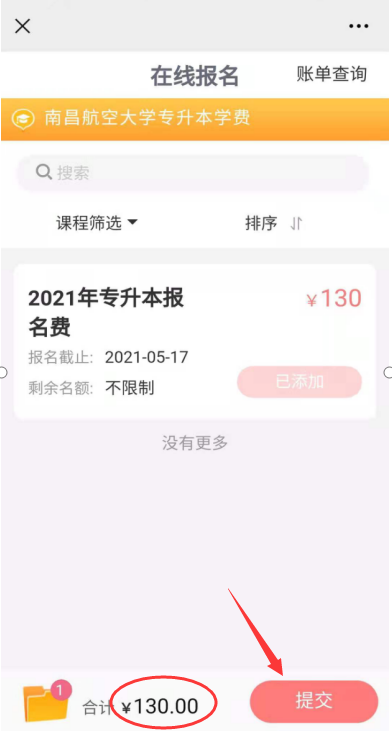 在线报名
账单查询
南昌航空大学专升本学费
搜索
课程筛选
排序
2021年专升本报
名费
¥130
报名截止: 2021-05-17
剩余名额: 不限制
已添加
没有更多
1
合计 ¥130.00
提交